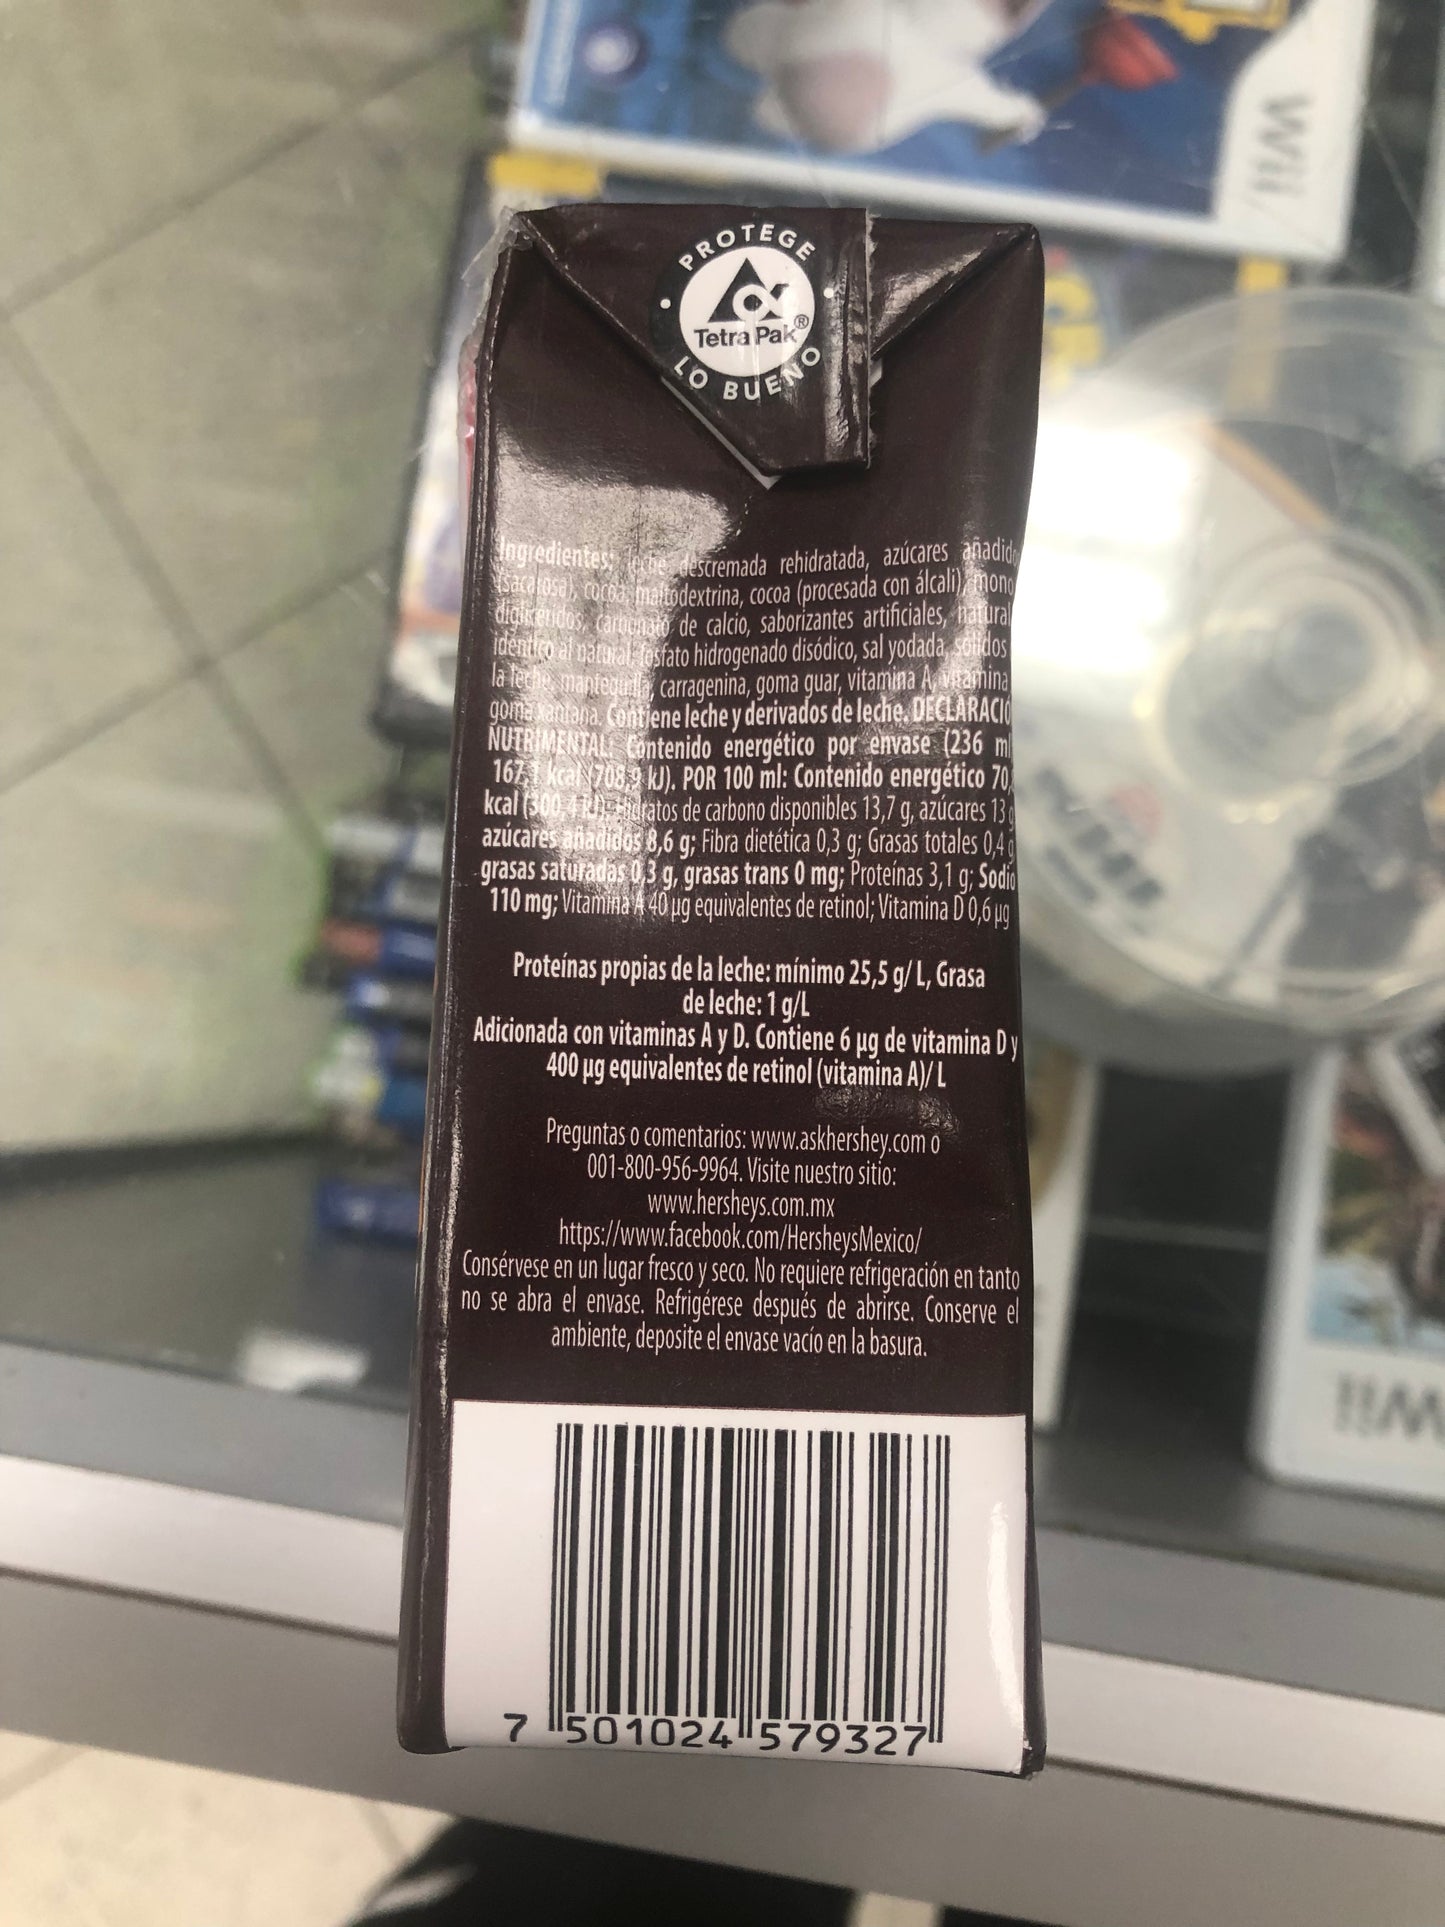 Wii
PROTEGE
Tetra Pak®
LO BUENO
Ingredientes: leche descremada rehidratada, azúcares añadid
(sacarosa), cocoa, maltodextrina, cocoa (procesada con álcali), mono
digliceridos, carbonato de calcio, saborizantes artificiales, natural
idéntico al natural, fosfato hidrogenado disódico, sal yodada, sólidos
la leche, mantequilla, carragenina, goma guar, vitamina A, vitamina
goma xantana. Contiene leche y derivados de leche. DECLARACIÓ
NUTRIMENTAL: Contenido energético por envase (236 ml
167,1 kcal (708,9 kJ). POR 100 ml: Contenido energético 70,8
kcal (300,4 kJ); Hidratos de carbono disponibles 13,7 g, azúcares 13 g
azúcares añadidos 8,6 g; Fibra dietética 0,3 g; Grasas totales 0,4 g
grasas saturadas 0,3 g, grasas trans 0 mg; Proteínas 3,1 g; Sodio
110 mg; Vitamina A 40 µg equivalentes de retinol; Vitamina D 0,6 µg
Proteínas propias de la leche: mínimo 25,5 g/ L, Grasa
de leche: 1 g/L
Adicionada con vitaminas A y D. Contiene 6 µg de vitamina D y
400 µg equivalentes de retinol (vitamina A)/ L
Preguntas o comentarios: www.askhershey.com o
001-800-956-9964. Visite nuestro sitio:
www.hersheys.com.mx
https://www.facebook.com/HersheysMexico/
Consérvese en un lugar fresco y seco. No requiere refrigeración en tanto
no se abra el envase. Refrigérese después de abrirse. Conserve el
ambiente, deposite el envase vacío en la basura.
Wii
7 501024 579327